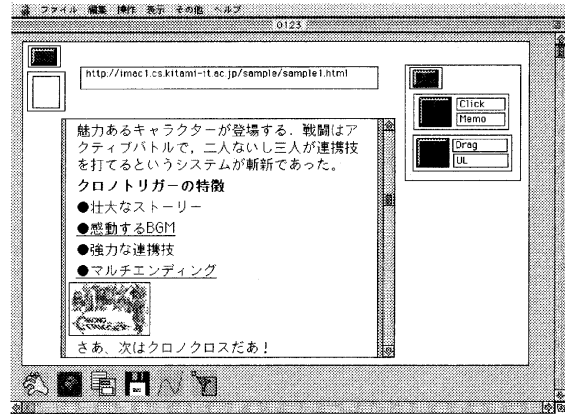 ファイル 編集 操作 表示 その他 ヘルプ
0123
http://imac1.cs.kitami-it.ac.jp/sample/sample1.html
Click
Memo
Drag
UL
魅力あるキャラクターが登場する．戦闘はア
クティブバトルで，二人ないし三人が連携技
を打てるというシステムが斬新であった。
クロノトリガーの特徴
●壮大なストーリー
●感動するBGM
●強力な連携技
●マルチエンディング
さあ、次はクロノクロスだあ！